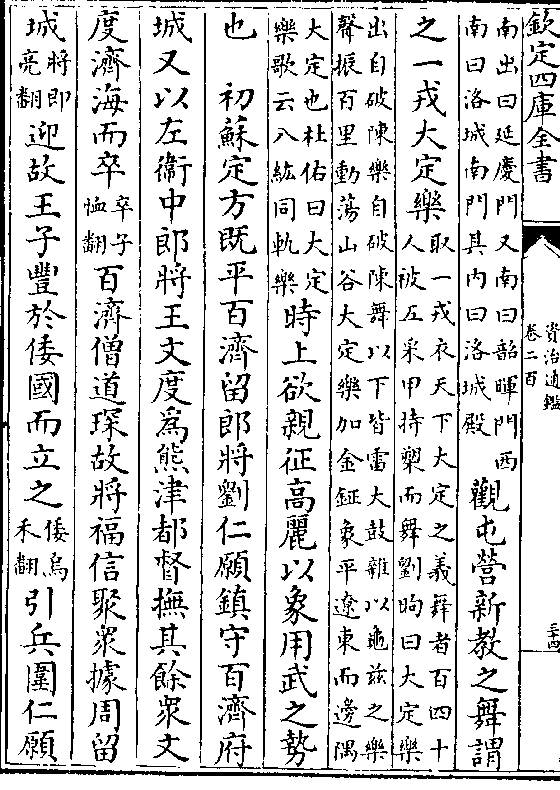 欽定四庫全書
資治通鑑
卷二百
三十四
南出曰延慶門又南曰韶暉門西
南曰洛城南門其内曰洛城殿
觀屯營新教之舞謂
之一戎大定樂
取一戎衣天下大定之義舞者百四十
人被五采甲持槊而舞劉昫曰大定樂
出自破陳樂自破陳舞以下皆雷大鼓雜以龜兹之樂
聲振百里動蕩山谷大定樂加金鉦象平遼東而邊隅
大定也杜佑曰大定
樂歌云八紘同軌樂
時上欲親征高麗以象用武之勢
也 初蘇定方既平百濟留郎將劉仁願鎮守百濟府
城又以左衛中郎將王文度爲熊津都督撫其餘衆文
度濟海而卒
卒子
恤翻
百濟僧道琛故將福信聚衆據周留
城
將即
亮翻
迎故王子豐於倭國而立之
倭烏
禾翻
引兵圍仁願